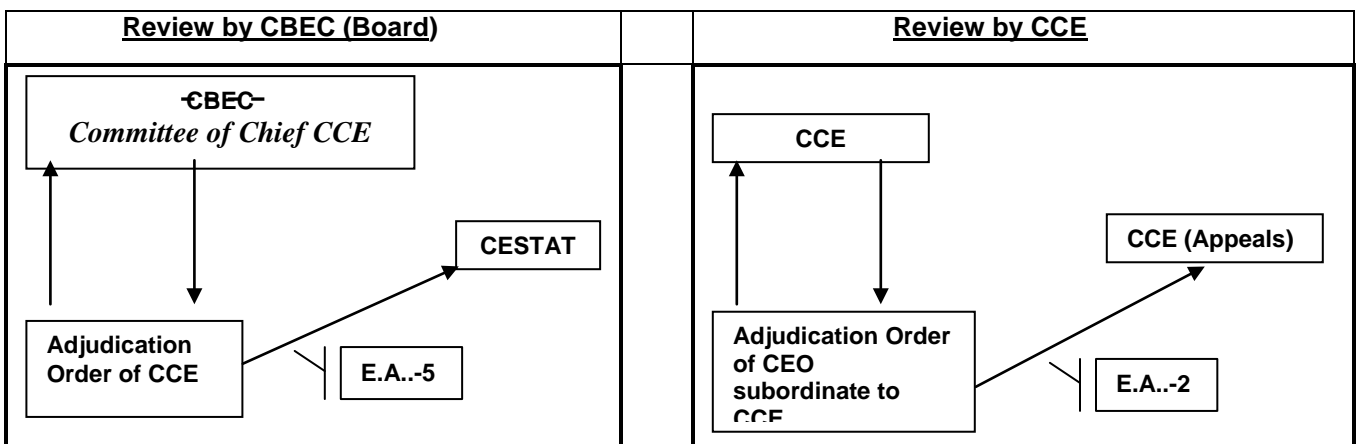 Review by CBEC (Board)
Review by CCE
CBEC
Committee of Chief CCE
CESTAT
Adjudication
Order of CCE
E.A..-5
CCE
CCE (Appeals)
Adjudication Order
of CEO
subordinate to
CCE
E.A..-2